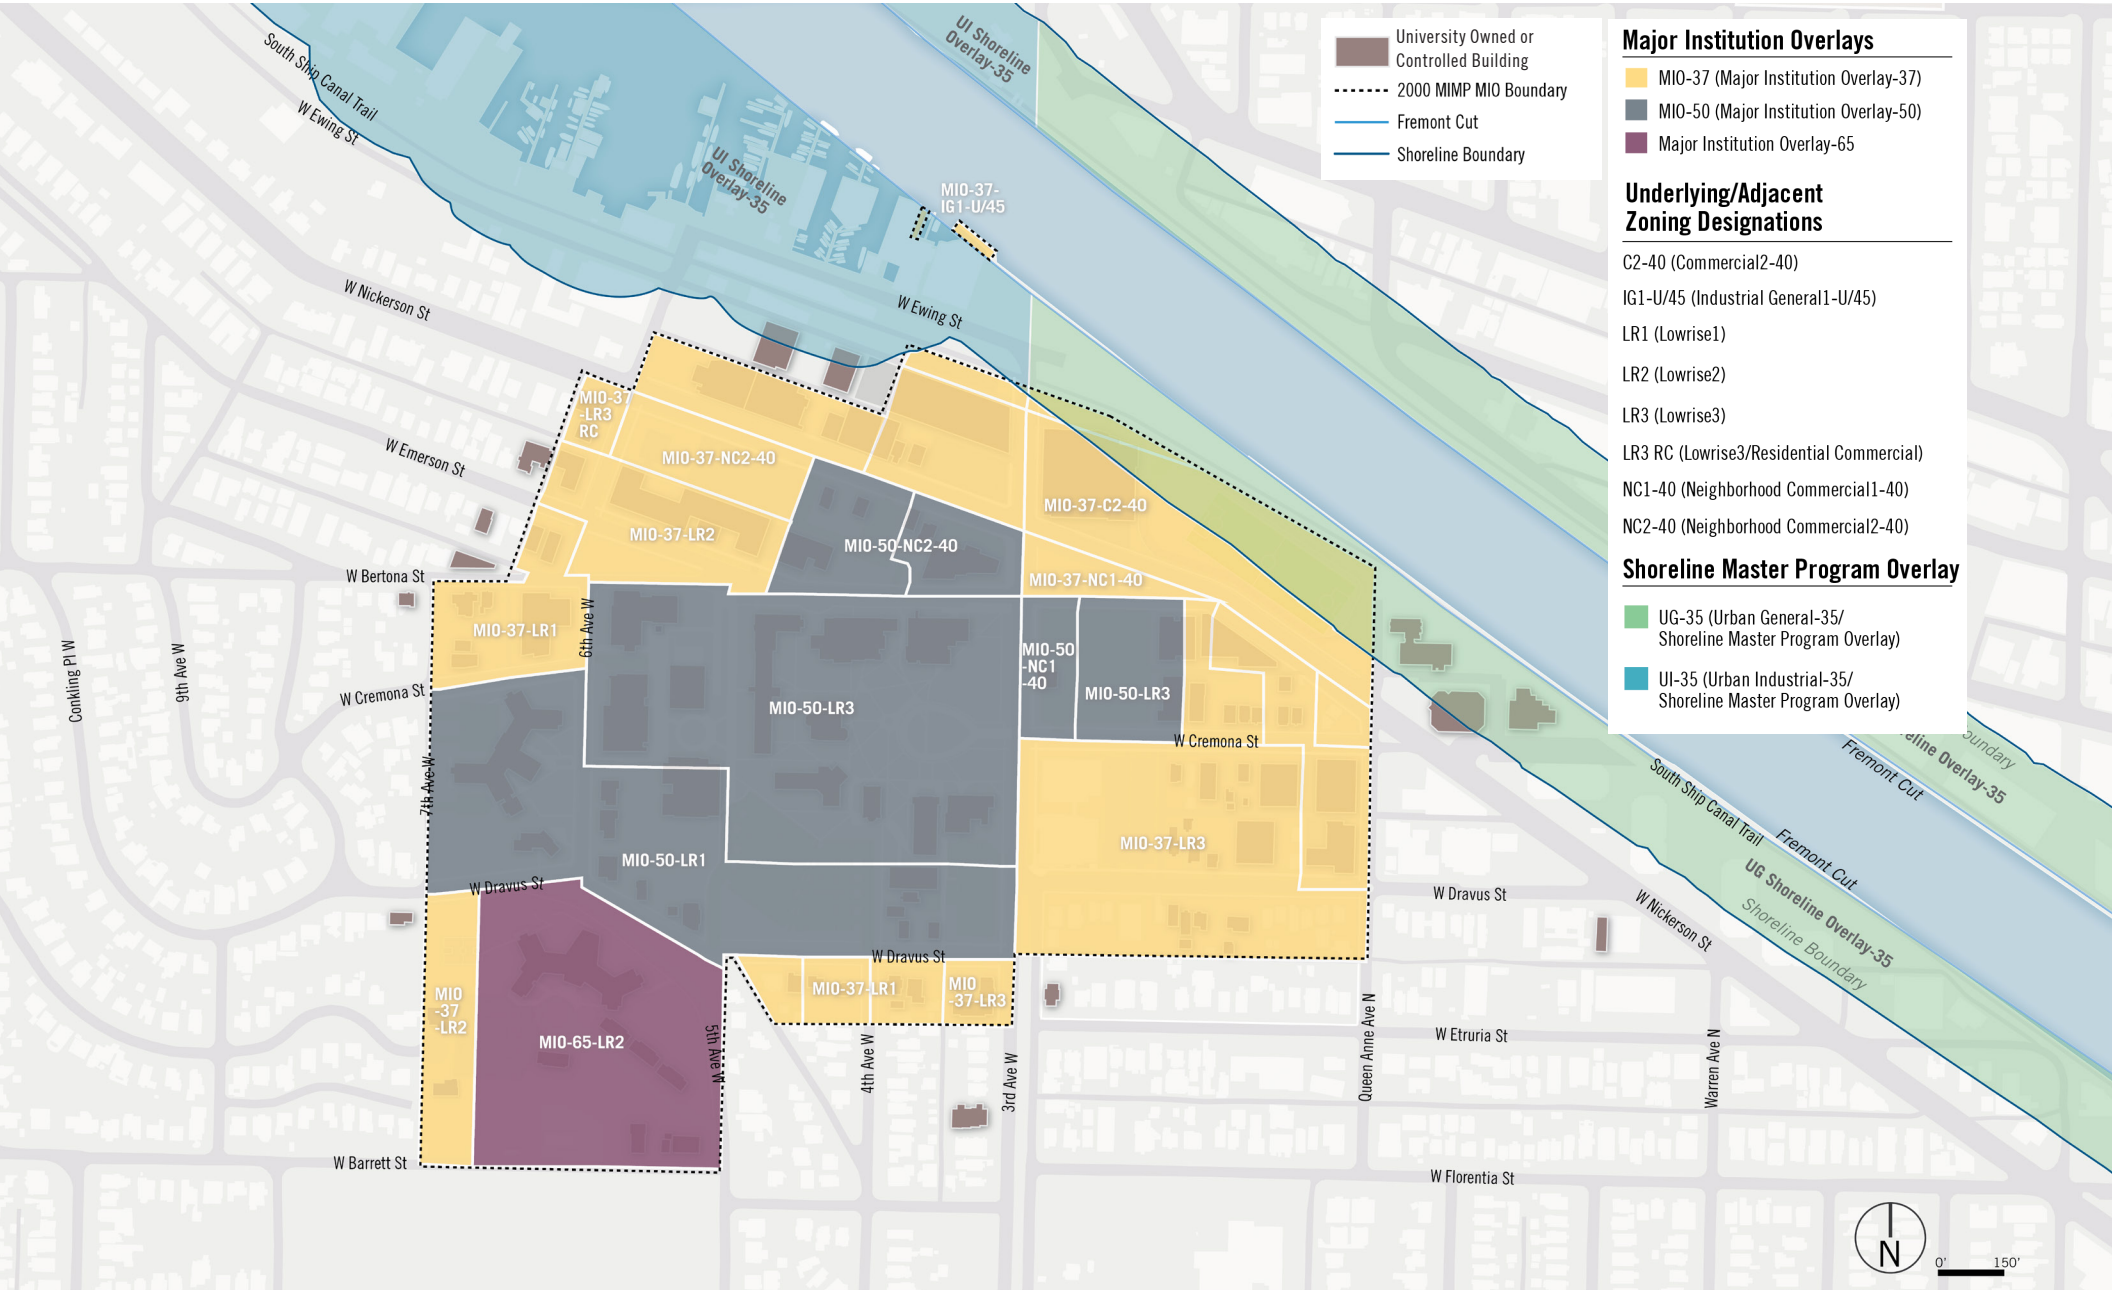 University Owned or
Controlled Building
2000 MIMP MIO Boundary
Fremont Cut
Shoreline Boundary
Major Institution Overlays
MIO-37 (Major Institution Overlay-37)
MIO-50 (Major Institution Overlay-50)
Major Institution Overlay-65
Underlying/Adjacent
Zoning Designations
C2-40 (Commercial2-40)
IG1-U/45 (Industrial General1-U/45)
LR1 (Lowrise1)
LR2 (Lowrise2)
LR3 (Lowrise3)
LR3 RC (Lowrise3/Residential Commercial)
NC1-40 (Neighborhood Commercial1-40)
NC2-40 (Neighborhood Commercial2-40)
Shoreline Master Program Overlay
UG-35 (Urban General-35/
Shoreline Master Program Overlay)
UI-35 (Urban Industrial-35/
Shoreline Master Program Overlay)
UI Shoreline
Overlay-35
South Ship Canal Trail
W Ewing St
UI Shoreline
Overlay-35
MIO-37-
IG1-U/45
W Ewing St
W Nickerson St
MIO-37
-LR3
RC
MIO-37-NC2-40
W Emerson St
MIO-37-C2-40
MIO-37-LR2
MIO-50-NC2-40
W Bertona St
MIO-37-NC1-40
MIO-37-LR1
6th Ave W
MIO-50
-NC1
-40
MIO-50-LR3
MIO-50-LR3
Conkling Pl W
9th Ave W
W Cremona St
W Cremona St
7th Ave W
MIO-37-LR3
MIO-50-LR1
W Dravus St
W Dravus St
W Dravus St
oundary
eline Overlay-35
Fremont Cut
South Ship Canal Trail
Fremont Cut
UG Shoreline Overlay-35
Shoreline Boundary
W Nickerson St
MIO
-37
-LR2
MIO-65-LR2
5th Ave W
MIO-37-LR1
MIO
-37-LR3
4th Ave W
3rd Ave W
Queen Anne Ave N
W Etruria St
Warren Ave N
W Barrett St
W Florentia St
N
0'
150'